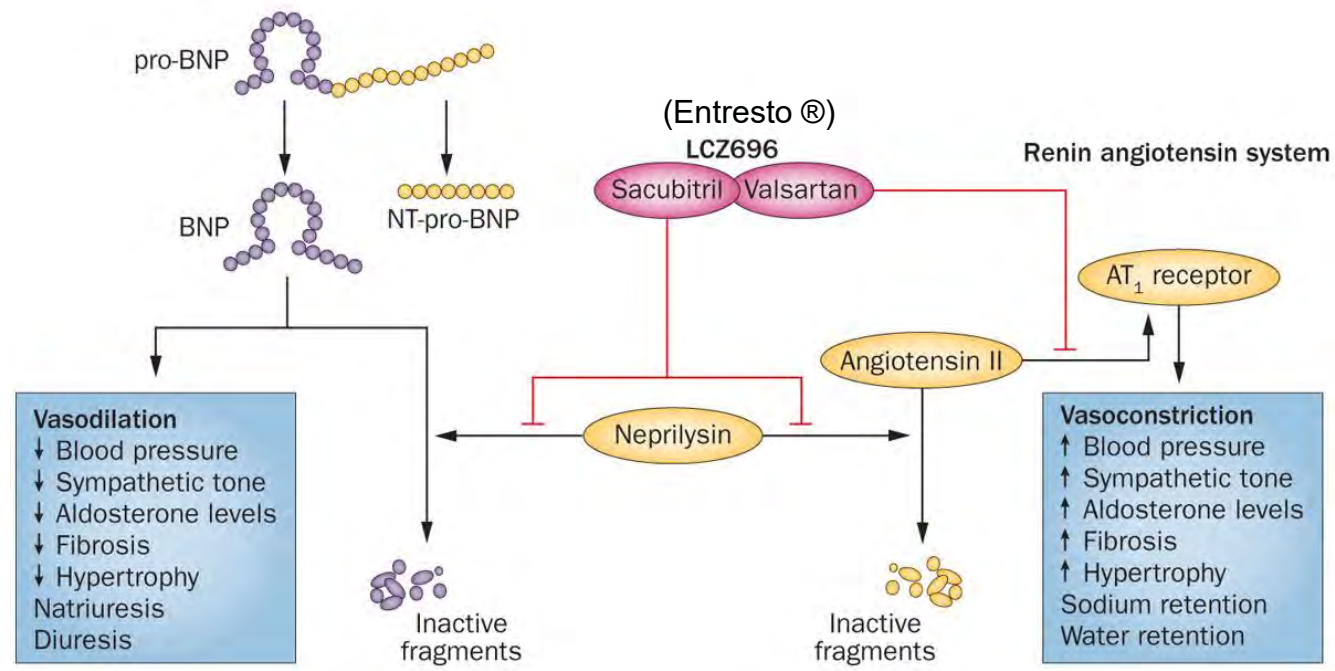 pro-BNP
BNP
NT-pro-BNP
(Entresto ®)
LCZ696
Sacubitril
Valsartan
Renin angiotensin system
AT₁ receptor
Angiotensin II
Neprilysin
Vasodilation
↓ Blood pressure
↓ Sympathetic tone
↓ Aldosterone levels
↓ Fibrosis
↓ Hypertrophy
Natriuresis
Diuresis
Inactive
fragments
Inactive
fragments
Vasoconstriction
↑ Blood pressure
↑ Sympathetic tone
↑ Aldosterone levels
↑ Fibrosis
↑ Hypertrophy
Sodium retention
Water retention